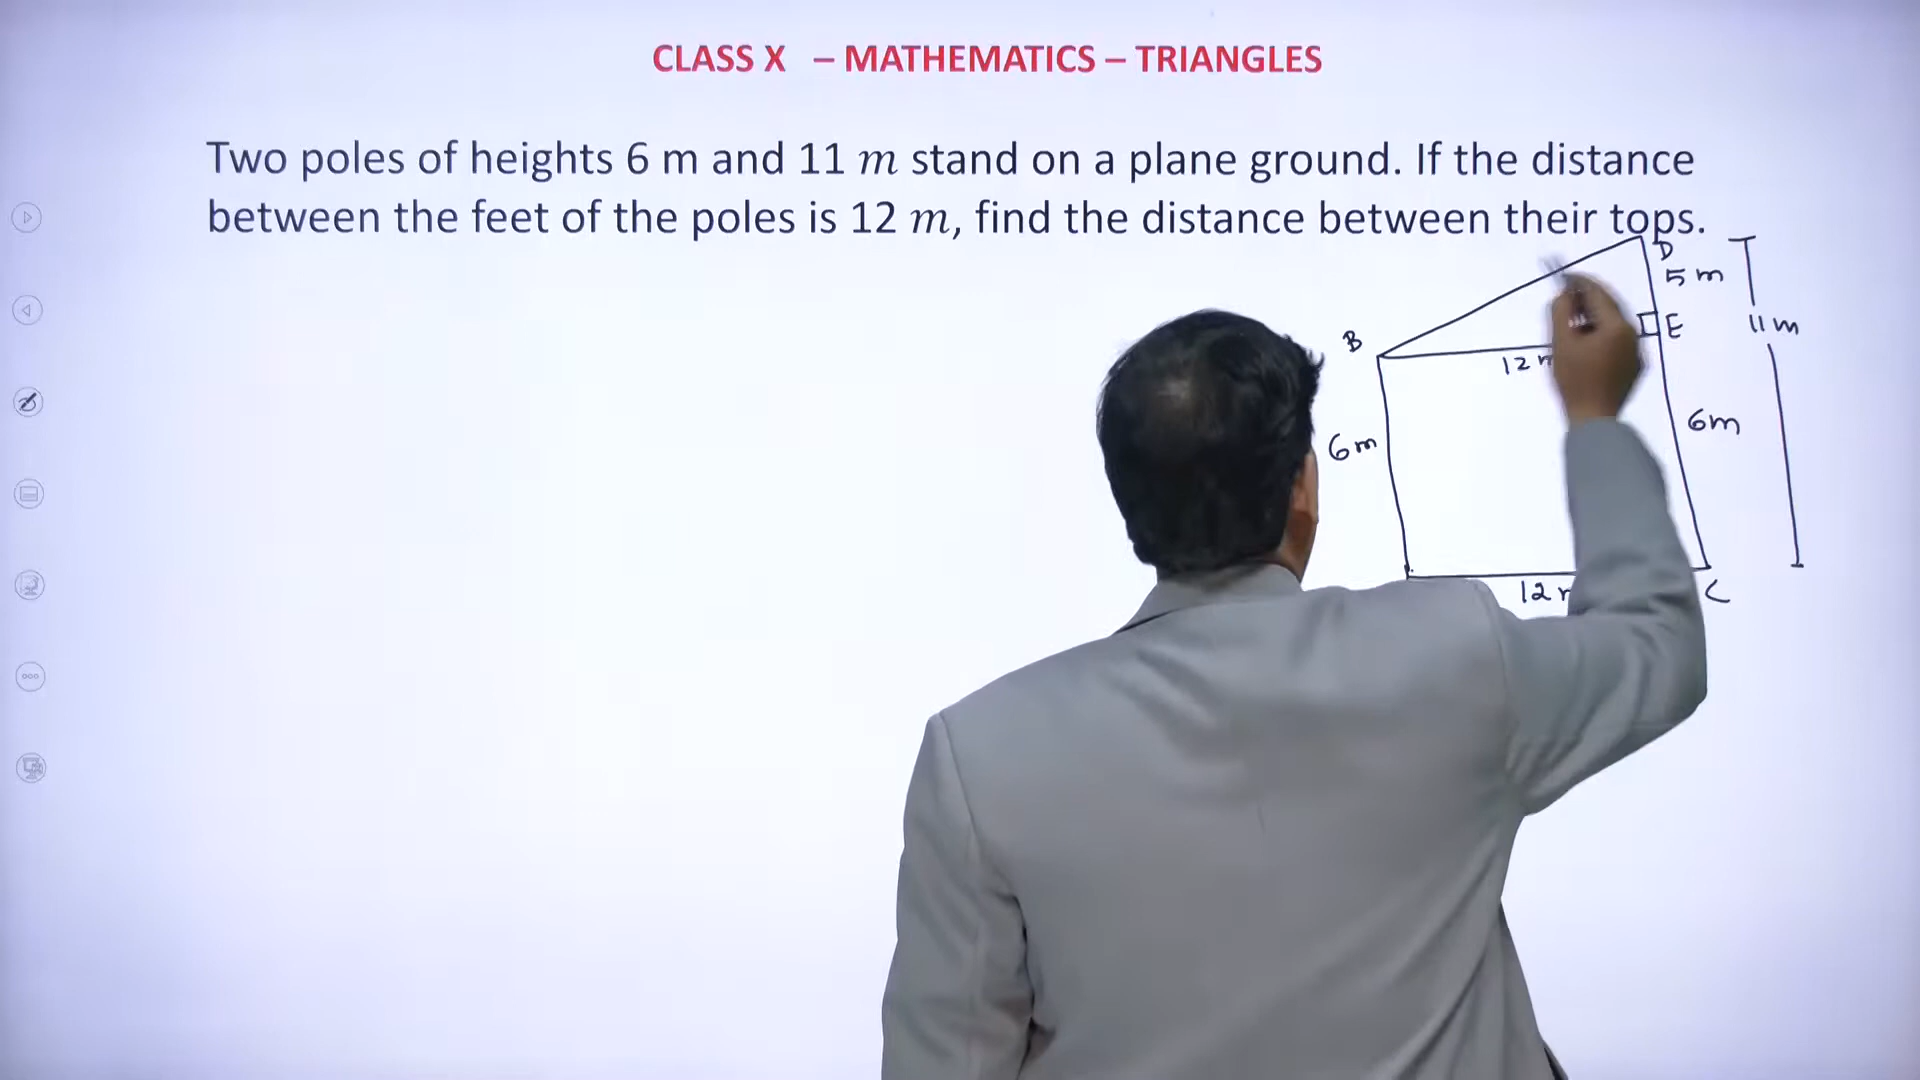 CLASS X – MATHEMATICS – TRIANGLES
Two poles of heights 6 m and 11 m stand on a plane ground. If the distance
between the feet of the poles is 12 m, find the distance between their tops.
D
5 m
B
E
11 m
12
6m
6m
12
C